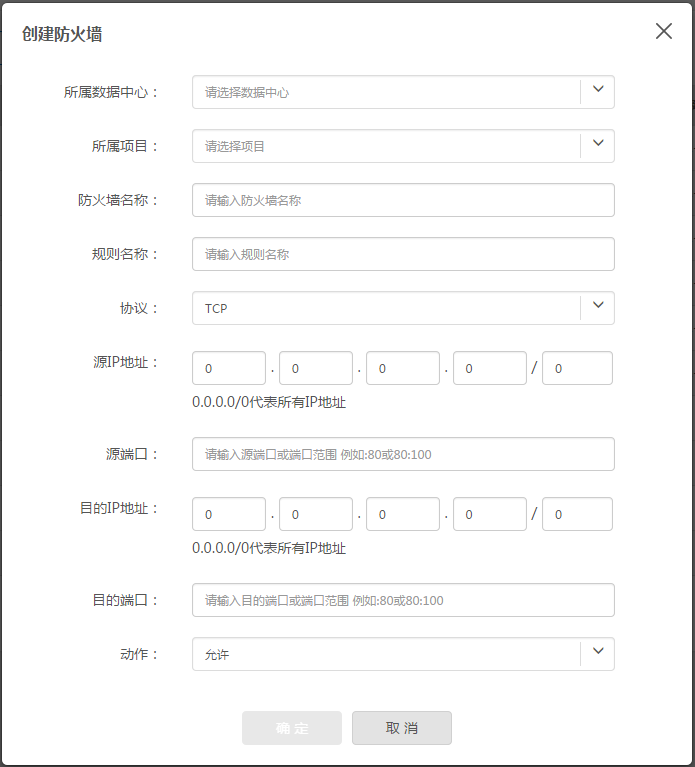 创建防火墙
所属数据中心： 请选择数据中心
所属项目： 请选择项目
防火墙名称： 请输入防火墙名称
规则名称： 请输入规则名称
协议： TCP
源IP地址： 0 . 0 . 0 . 0 / 0
0.0.0.0/0代表所有IP地址
源端口： 请输入源端口或端口范围 例如:80或80:100
目的IP地址： 0 . 0 . 0 . 0 / 0
0.0.0.0/0代表所有IP地址
目的端口： 请输入目的端口或端口范围 例如:80或80:100
动作： 允许
确 定 取 消